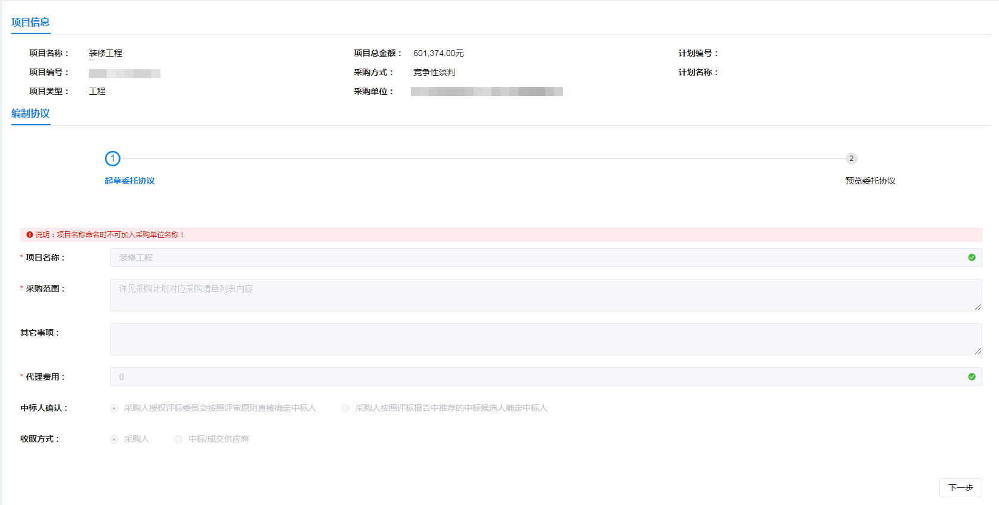 项目信息
项目名称： 装修工程 项目总金额： 601,374.00元 计划编号：
项目编号： 采购方式： 竞争性谈判 计划名称：
项目类型： 工程 采购单位：
编制协议
1 2
起草委托协议 预览委托协议
说明：项目名称命名时不可加入采购单位名称！
* 项目名称： 装修工程
* 采购范围： 详见采购计划对应采购清单列表内容
其它事项：
* 代理费用： 0
中标人确认： 采购人授权评标委员会按照评审原则直接确定中标人 采购人按照评标报告中推荐的中标候选人确定中标人
收取方式： 采购人 中标/成交供应商
下一步